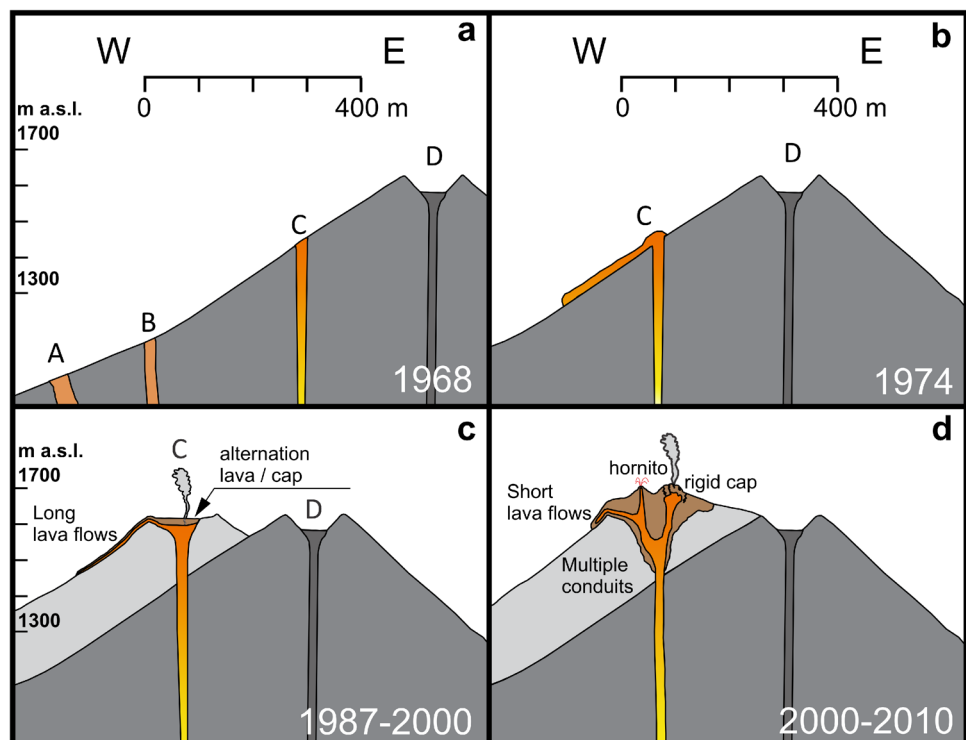 a
W E
0 400 m
m a.s.l.
1700
1300
A
B
C
D
1968
b
W E
0 400 m
C
D
1974
c
m a.s.l.
1700
1300
C
alternation
lava / cap
Long
lava flows
D
1987-2000
d
hornito
rigid cap
Short
lava flows
Multiple
conduits
2000-2010